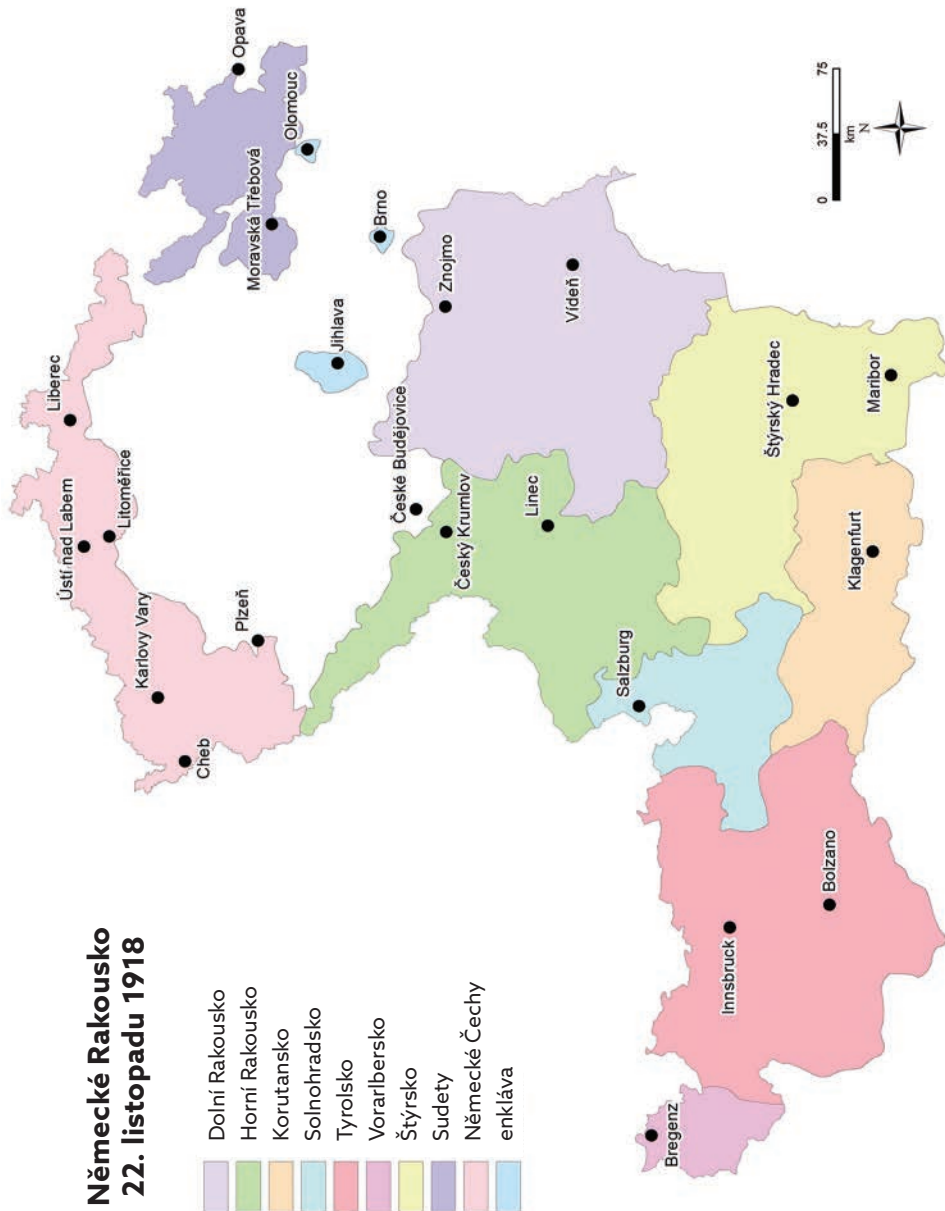 Německé Rakousko
22. listopadu 1918
Dolní Rakousko
Horní Rakousko
Korutansko
Solnohradsko
Tyrolsko
Vorarlbersko
Štýrsko
Sudety
Německé Čechy
enkláva
Liberec
Ústí nad Labem
Litoměřice
Karlovy Vary
Cheb
Plzeň
Opava
Olomouc
Moravská Třebová
Brno
Jihlava
České Budějovice
Český Krumlov
Znojmo
Vídeň
Linec
Salzburg
Štýrský Hradec
Maribor
Klagenfurt
Innsbruck
Bolzano
Bregenz
0 37.5 75
km
N